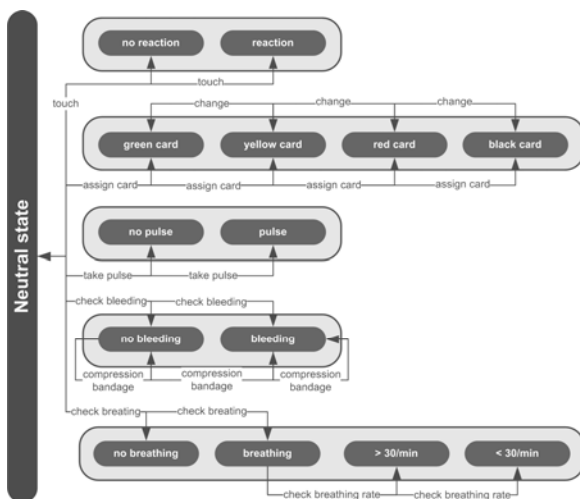 Neutral state
no reaction reaction
touch
touch
change change change
green card yellow card red card black card
assign card assign card assign card assign card
no pulse pulse
take pulse take pulse
check bleeding check bleeding
no bleeding bleeding
compression bandage compression bandage compression bandage compression bandage
check breating check breating
no breathing breathing > 30/min < 30/min
check breathing rate check breathing rate